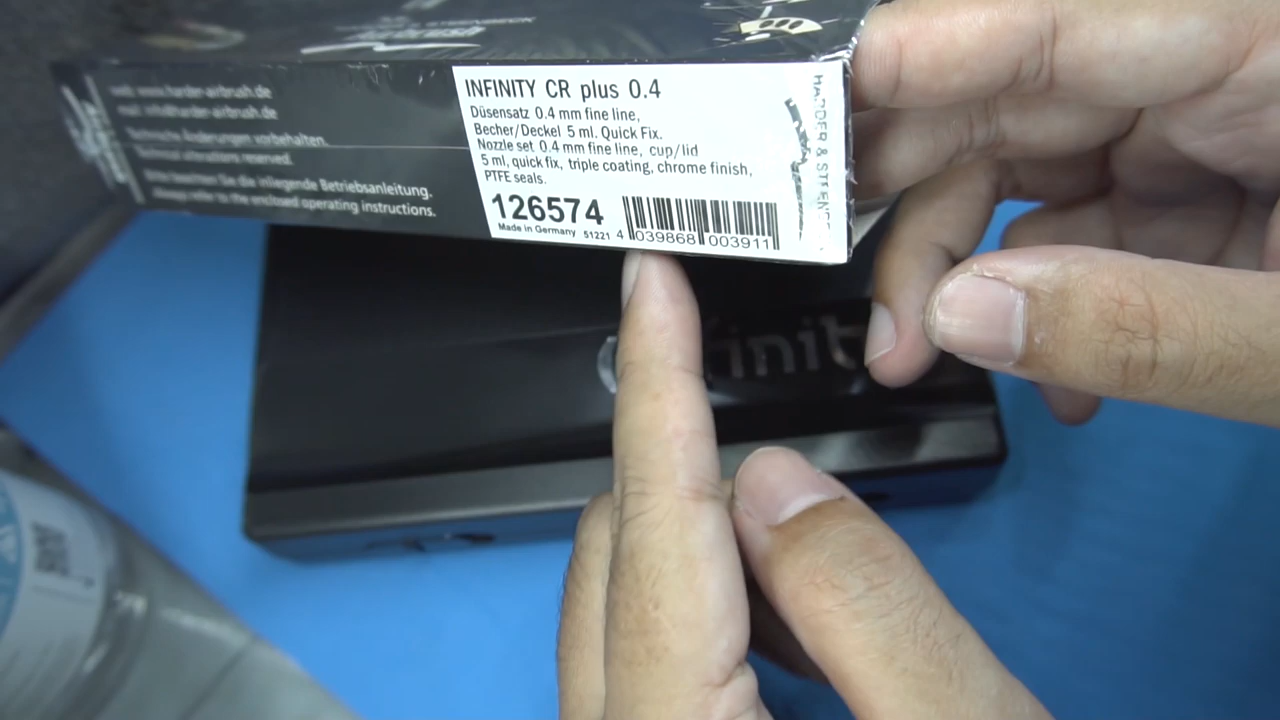 STEENBECK
Airbrush
web: www.harder-airbrush.de
mail: info@harder-airbrush.de
Technische Änderungen vorbehalten.
Technical alterations reserved.
Bitte beachten Sie die inliegende Betriebsanleitung.
Always refer to the enclosed operating instructions.
INFINITY CR plus 0.4
Düsensatz 0.4 mm fine line,
Becher/Deckel 5 ml. Quick Fix.
Nozzle set 0.4 mm fine line, cup/lid
5 ml, quick fix, triple coating, chrome finish,
PTFE seals.
126574
Made in Germany 51221
4 039868 003911
HARDER & STEENB
finity